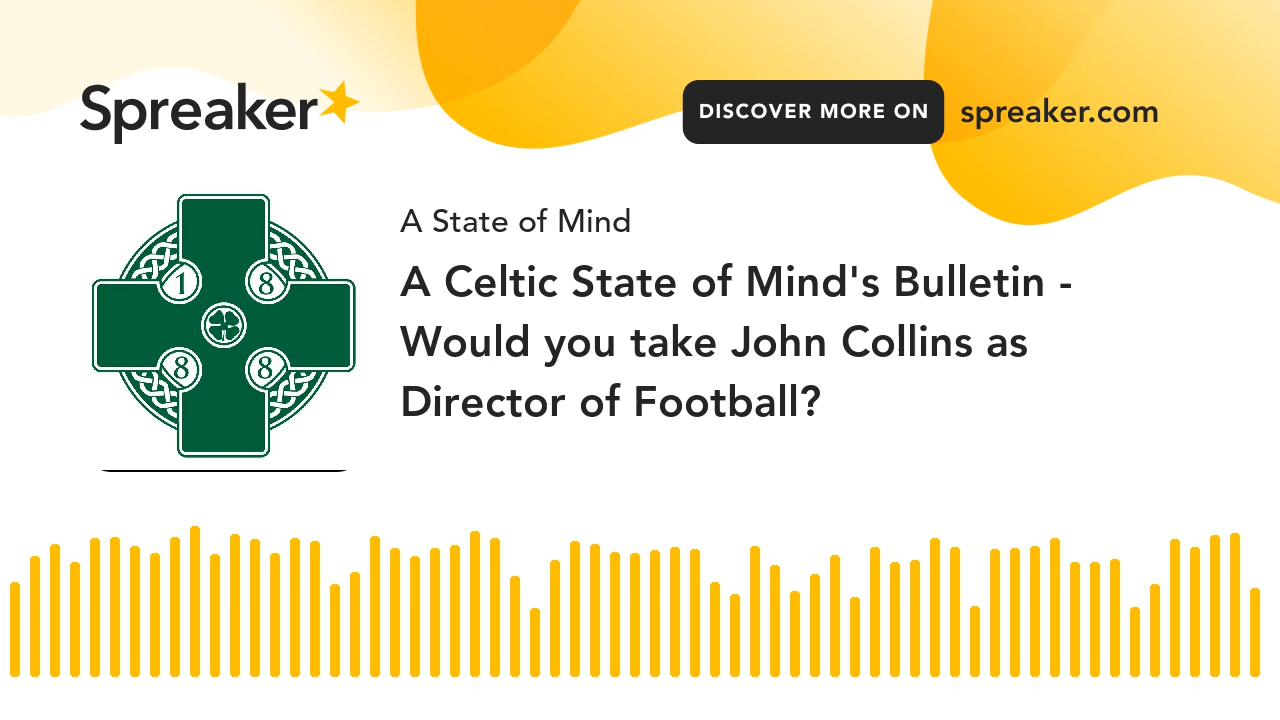 Spreaker
DISCOVER MORE ON
spreaker.com
A State of Mind
A Celtic State of Mind's Bulletin -
Would you take John Collins as
Director of Football?
1 8
8 8